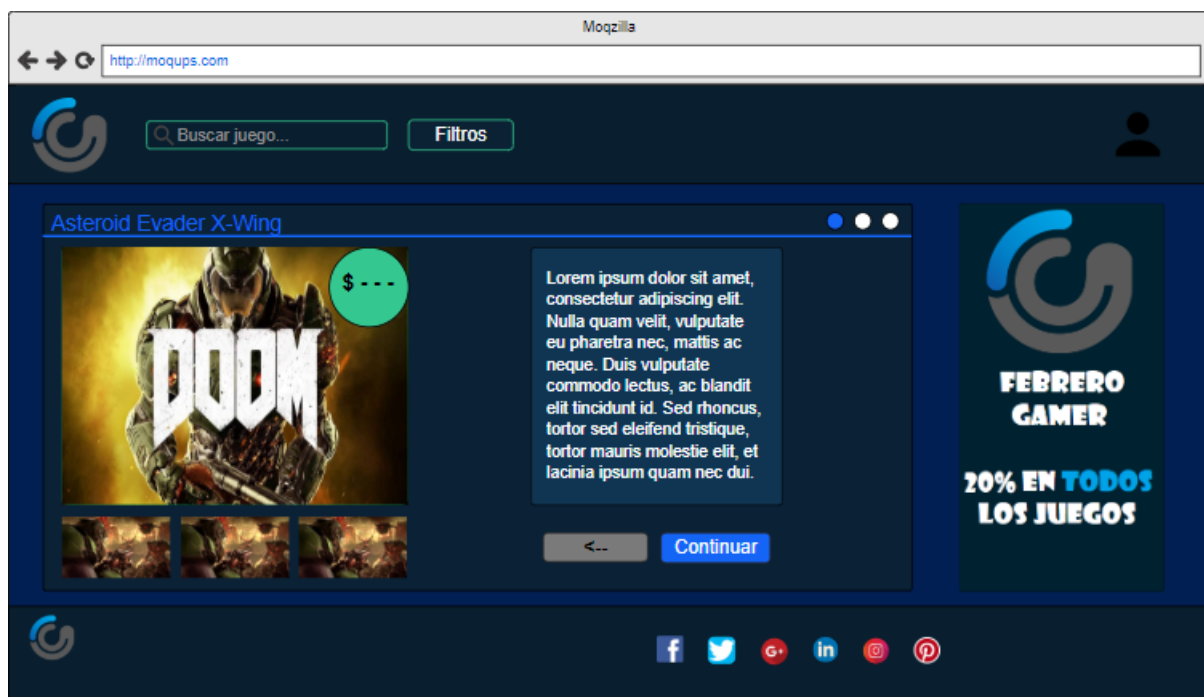 Moqzilla
http://moqups.com
Buscar juego...
Filtros
Asteroid Evader X-Wing
$ - - -
DOOM
Lorem ipsum dolor sit amet,
consectetur adipiscing elit.
Nulla quam velit, vulputate
eu pharetra nec, mattis ac
neque. Duis vulputate
commodo lectus, ac blandit
elit tincidunt id. Sed rhoncus,
tortor sed eleifend tristique,
tortor mauris molestie elit, et
lacinia ipsum quam nec dui.
<--
Continuar
FEBRERO
GAMER
20% EN TODOS
LOS JUEGOS
f
G+
in